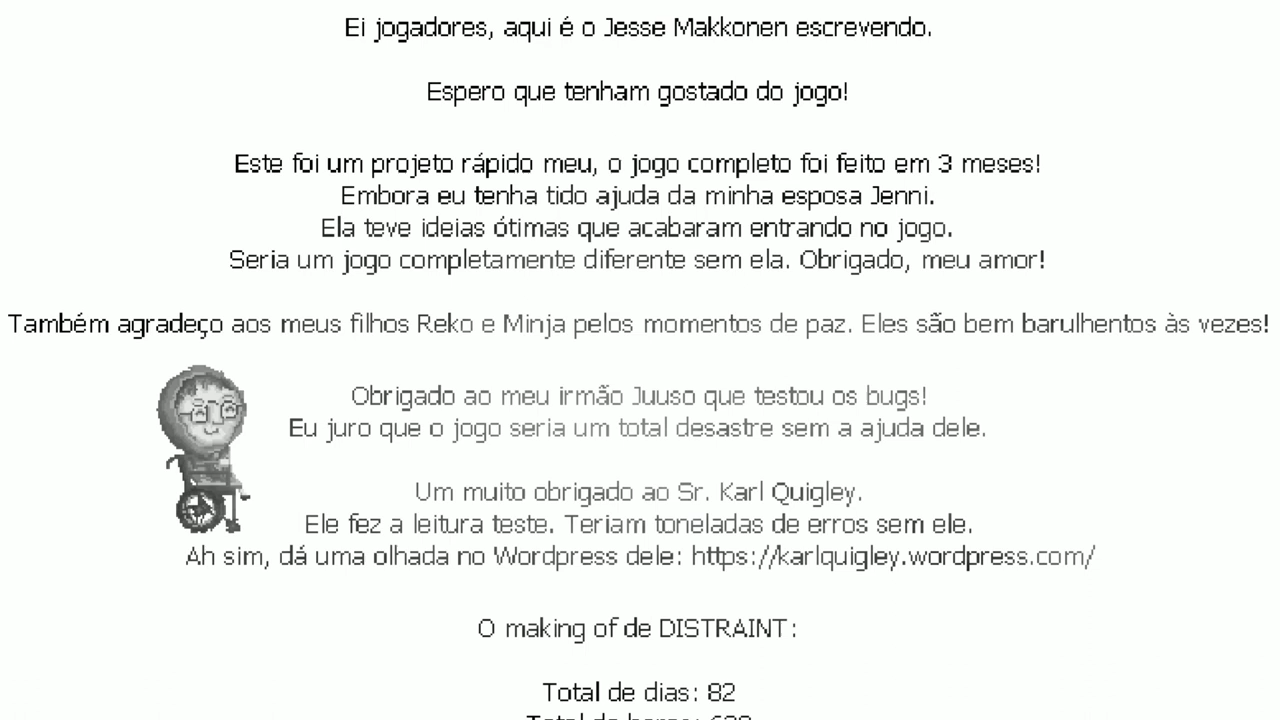 Ei jogadores, aqui é o Jesse Makkonen escrevendo.
Espero que tenham gostado do jogo!
Este foi um projeto rápido meu, o jogo completo foi feito em 3 meses!
Embora eu tenha tido ajuda da minha esposa Jenni.
Ela teve ideias ótimas que acabaram entrando no jogo.
Seria um jogo completamente diferente sem ela. Obrigado, meu amor!
Também agradeço aos meus filhos Reko e Minja pelos momentos de paz. Eles são bem barulhentos às vezes!
Obrigado ao meu irmão Juuso que testou os bugs!
Eu juro que o jogo seria um total desastre sem a ajuda dele.
Um muito obrigado ao Sr. Karl Quigley.
Ele fez a leitura teste. Teriam toneladas de erros sem ele.
Ah sim, dá uma olhada no Wordpress dele: https://karlquigley.wordpress.com/
O making of de DISTRAINT:
Total de dias: 82
Total de